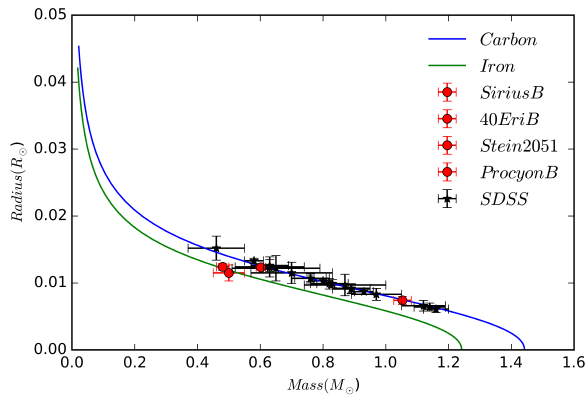 0.05
0.04
0.03
0.02
0.01
0.00
Radius(R☉)
Carbon
Iron
SiriusB
40EriB
Stein2051
ProcyonB
SDSS
0.0 0.2 0.4 0.6 0.8 1.0 1.2 1.4 1.6
Mass(M☉)